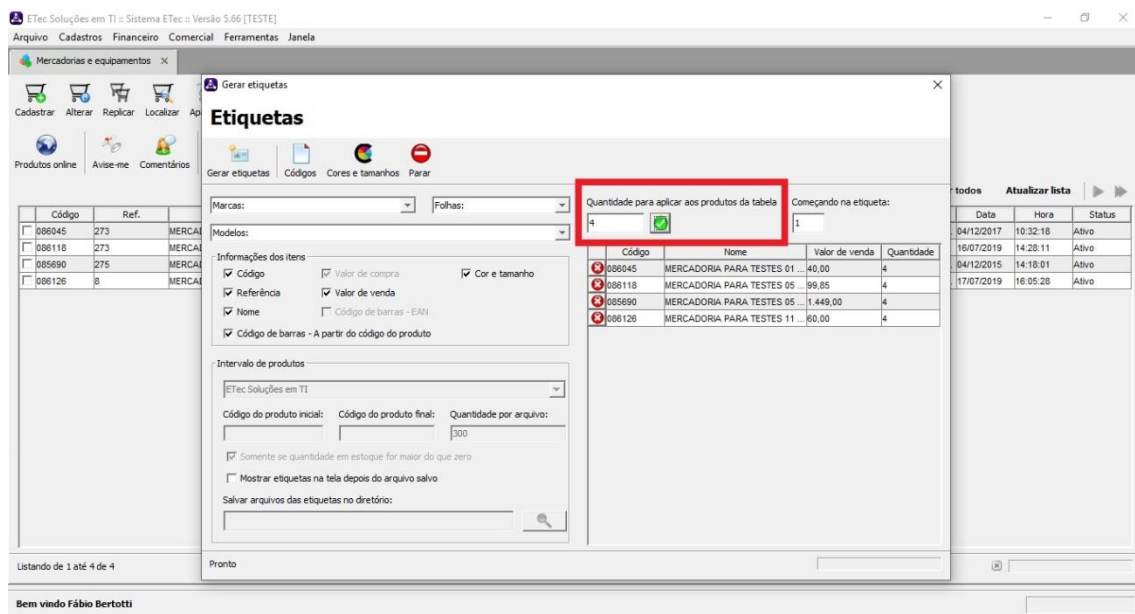 ETec Soluções em TI :: Sistema ETec :: Versão 5.66 [TESTE]
Arquivo Cadastros Financeiro Comercial Ferramentas Janela
Mercadorias e equipamentos X
Cadastrar Alterar Replicar Localizar
Produtos online Avise-me Comentários
todos Atualizar lista
Código Ref. Data Hora Status
086045 273 04/12/2017 10:32:18 Ativo
086118 273 16/07/2019 14:28:11 Ativo
085690 275 04/12/2015 14:18:01 Ativo
086126 8 17/07/2019 16:05:28 Ativo
Gerar etiquetas
Etiquetas
Gerar etiquetas Códigos Cores e tamanhos Parar
Marcas: Folhas:
Modelos:
Informações dos itens
Código Valor de compra Cor e tamanho
Referência Valor de venda
Nome Código de barras - EAN
Código de barras - A partir do código do produto
Intervalo de produtos
ETec Soluções em TI
Código do produto inicial: Código do produto final: Quantidade por arquivo:
300
Somente se quantidade em estoque for maior do que zero
Mostrar etiquetas na tela depois do arquivo salvo
Salvar arquivos das etiquetas no diretório:
Quantidade para aplicar aos produtos da tabela Começando na etiqueta:
4 1
Código Nome Valor de venda Quantidade
086045 MERCADORIA PARA TESTES 01 ... 40,00 4
086118 MERCADORIA PARA TESTES 05 ... 99,85 4
085690 MERCADORIA PARA TESTES 05 ... 1.449,00 4
086126 MERCADORIA PARA TESTES 11 ... 60,00 4
Pronto
Listando de 1 até 4 de 4
Bem vindo Fábio Bertotti